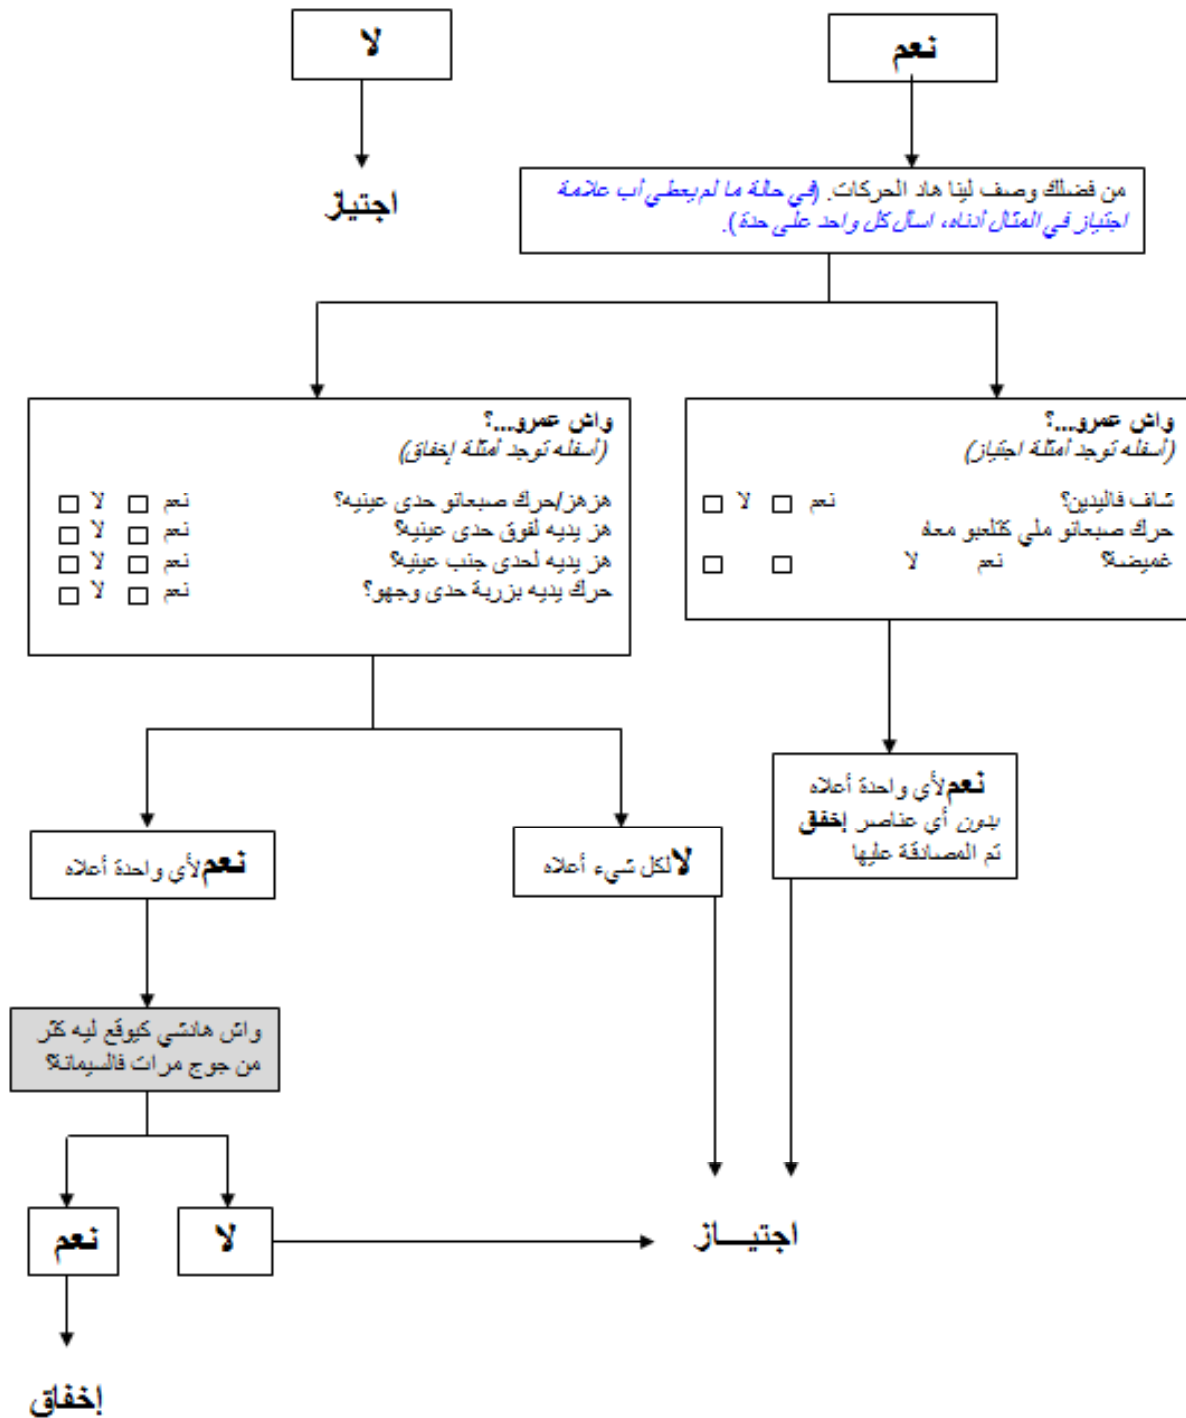 نعم
لا
اجتياز
من فضلك وصف لينا هاد الحركات. (في حالة ما لم يعطي أب علامة
اجتياز في المثال أدناه، اسأل كل واحد على حدة).
واش عمرو...؟
(أسفله توجد أمثلة اجتياز)
شاف فاليدين؟ نعم لا
حرك صبعانو ملي كتلعبو معاه
غميضة؟ نعم لا
واش عمرو...؟
(أسفله توجد أمثلة إخفاق)
هزهز/حرك صبعانو حدى عينيه؟ نعم لا
هز يديه لفوق حدى عينيه؟ نعم لا
هز يديه لحدى جنب عينيه؟ نعم لا
حرك يديه بزربة حدى وجهو؟ نعم لا
نعم لأي واحدة أعلاه
بدون أي عناصر إخفق
تم المصادقة عليها
لا لكل شيء أعلاه
نعم لأي واحدة أعلاه
واش هادشي كيوقع ليه كثر
من جوج مرات فالسيمانة؟
لا
نعم
اجتيـــاز
إخفاق